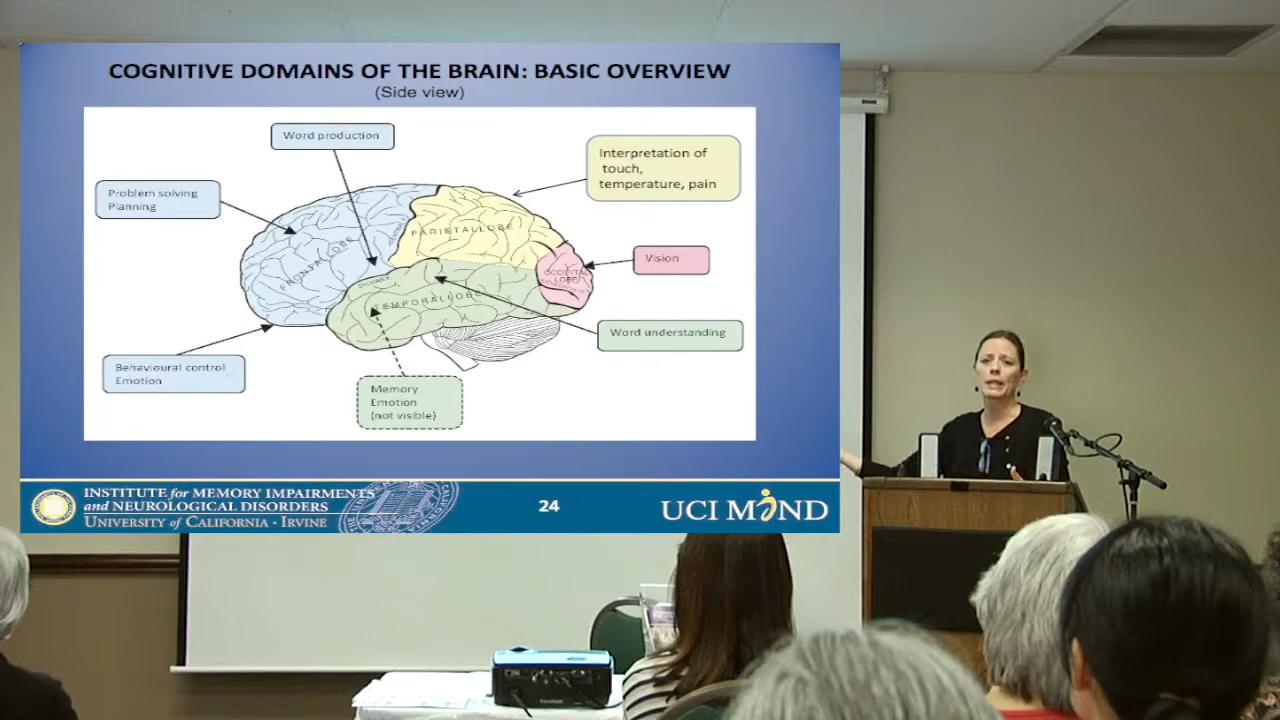 COGNITIVE DOMAINS OF THE BRAIN: BASIC OVERVIEW
(Side view)
Word production
Interpretation of
touch,
temperature, pain
Problem solving
Planning
PARIETAL LOBE
FRONTAL LOBE
Vision
OCCIPITAL
LOBE
TEMPORAL LOBE
Word understanding
Behavioural control
Emotion
Memory
Emotion
(not visible)
INSTITUTE for MEMORY IMPAIRMENTS
and NEUROLOGICAL DISORDERS
UNIVERSITY of CALIFORNIA · IRVINE
24
UCI MIND